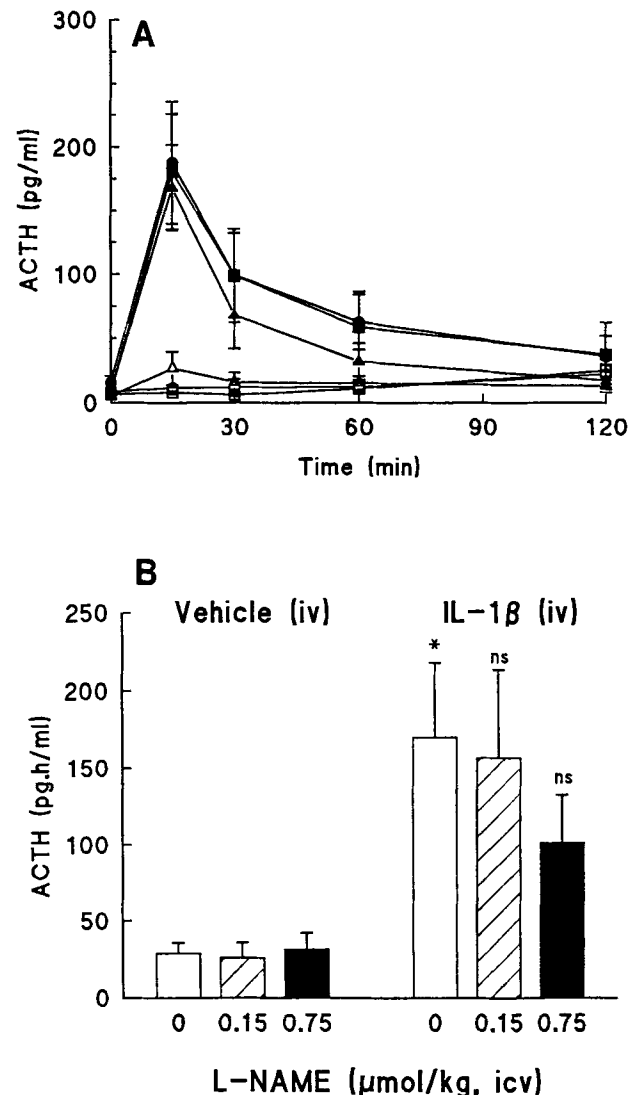 A
300
200
100
0
ACTH (pg/ml)
0 30 60 90 120
Time (min)
B
Vehicle (iv) IL-1β (iv)
250
200
150
100
50
0
ACTH (pg.h/ml)
* ns ns
0 0.15 0.75 0 0.15 0.75
L-NAME (μmol/kg, icv)